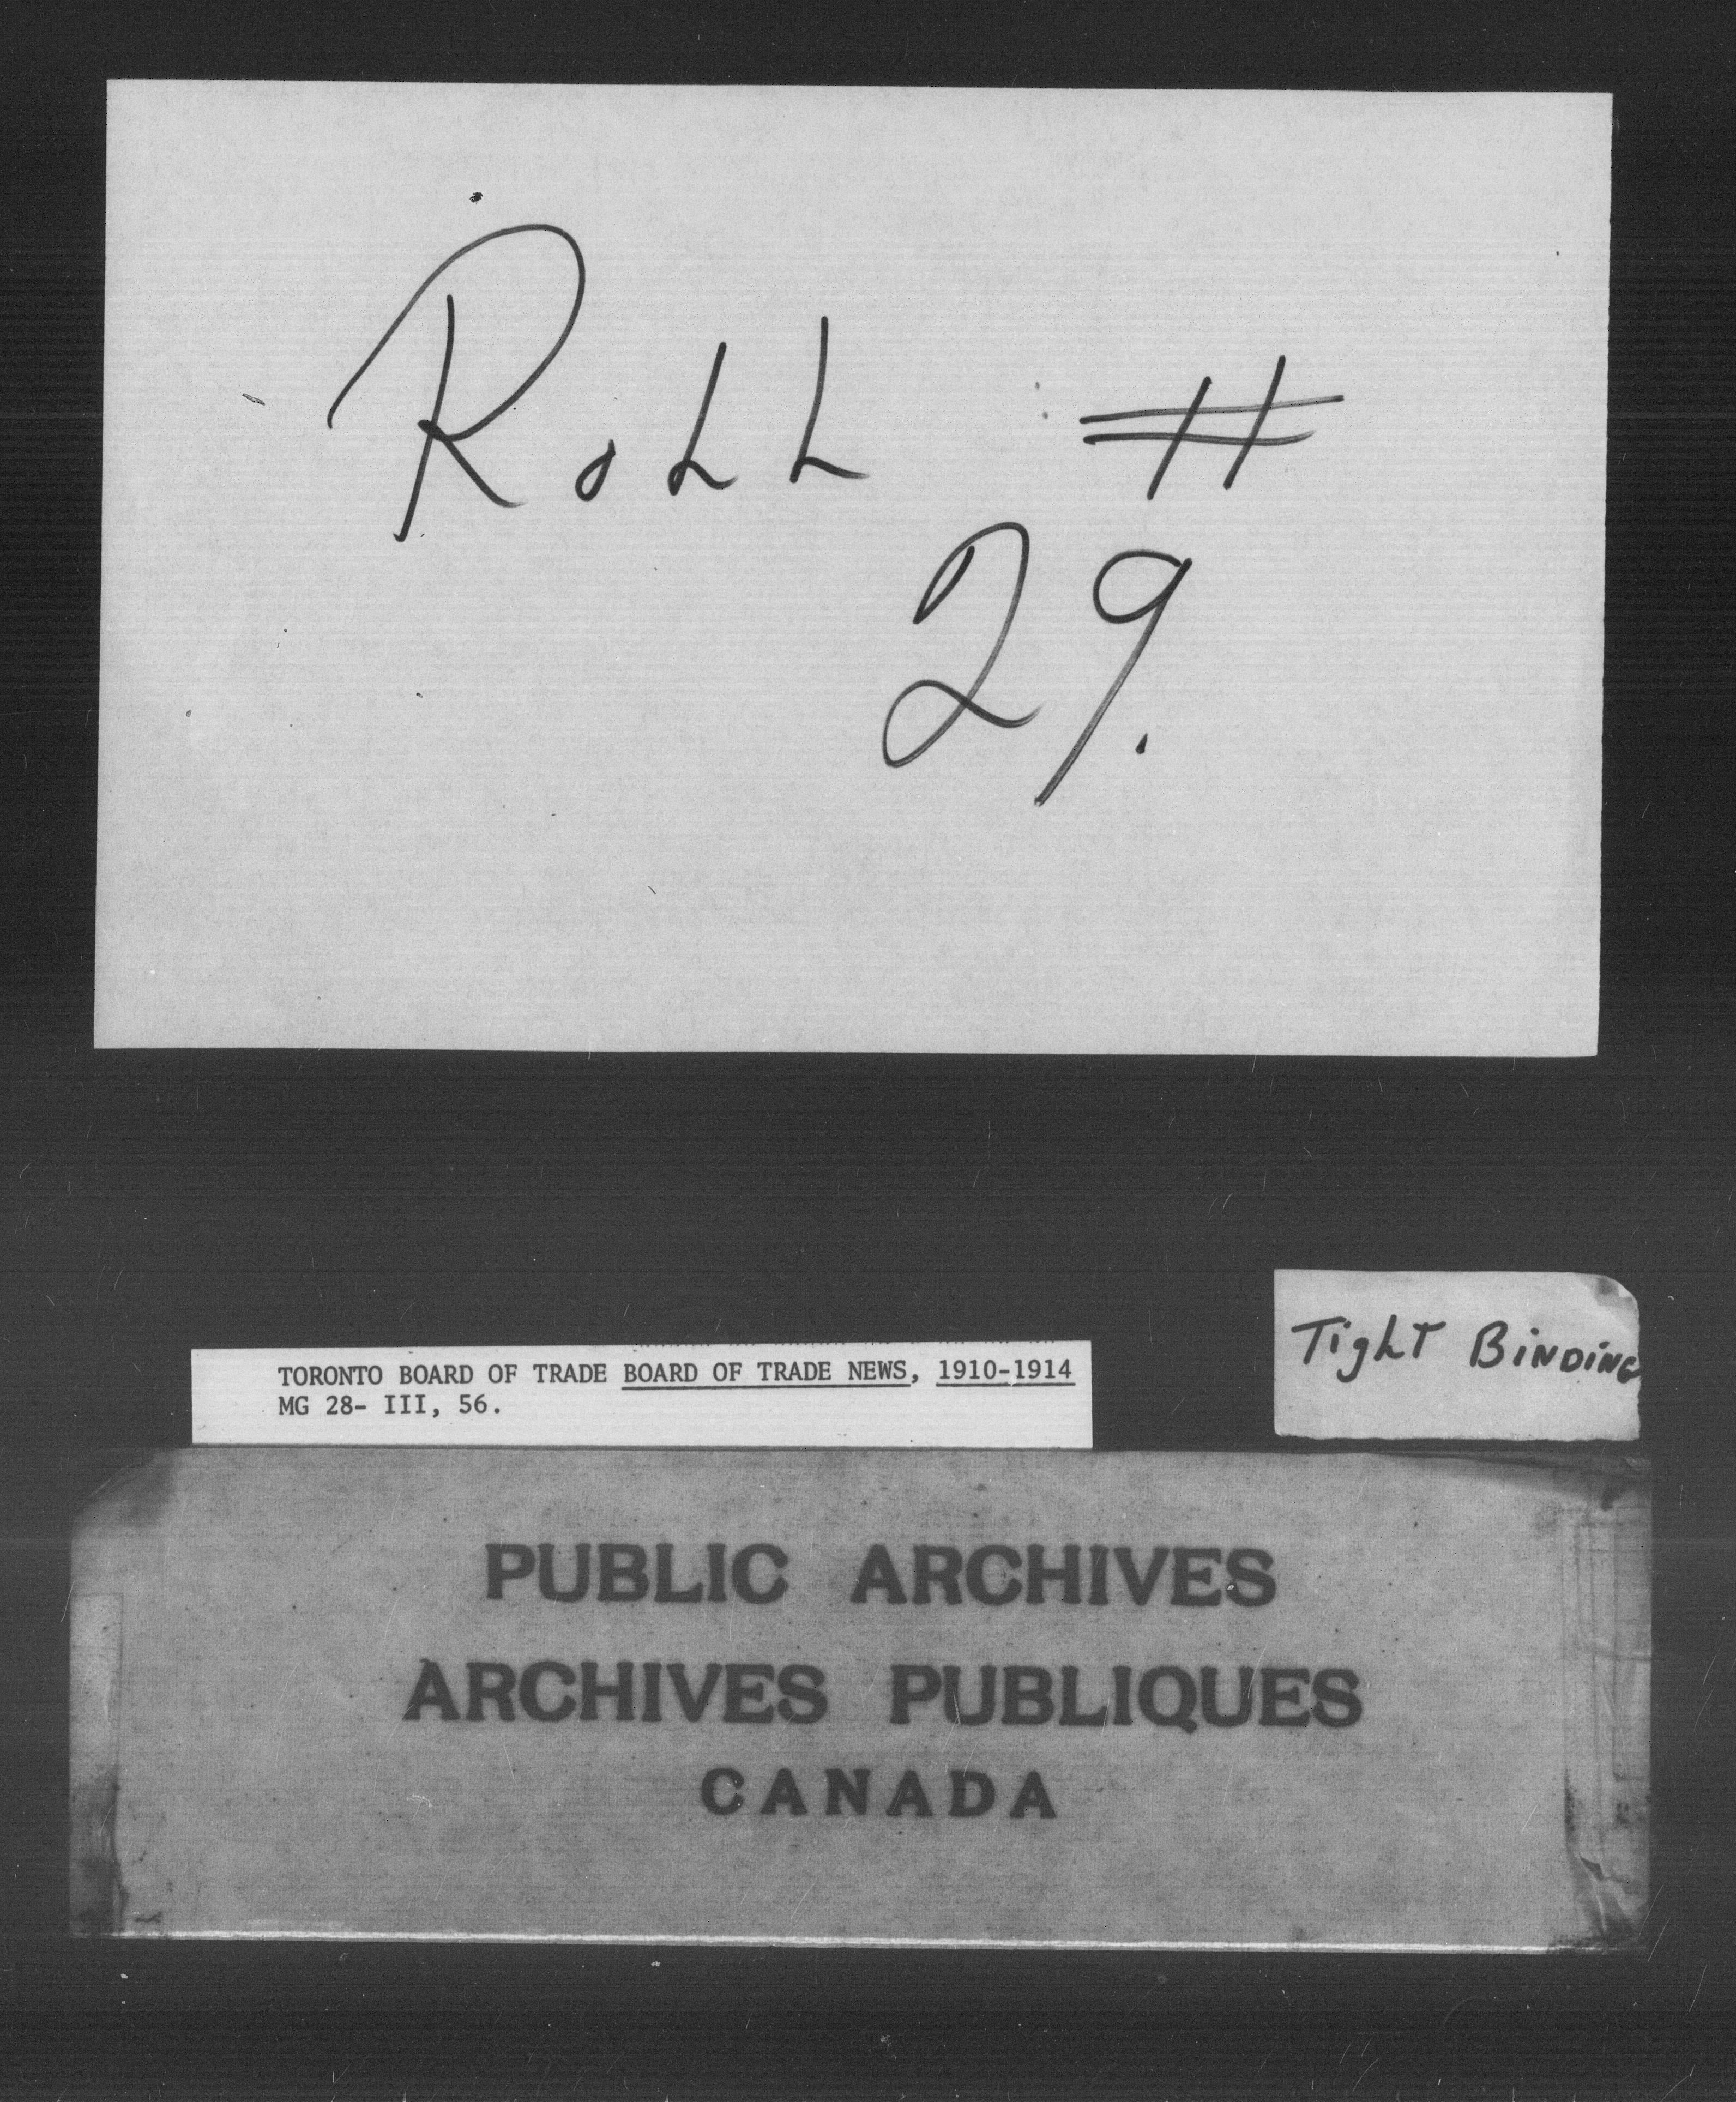 RoLL #
29.
TighT BiNDiNG
TORONTO BOARD OF TRADE BOARD OF TRADE NEWS, 1910-1914
MG 28- III, 56.
PUBLIC ARCHIVES
ARCHIVES PUBLIQUES
CANADA